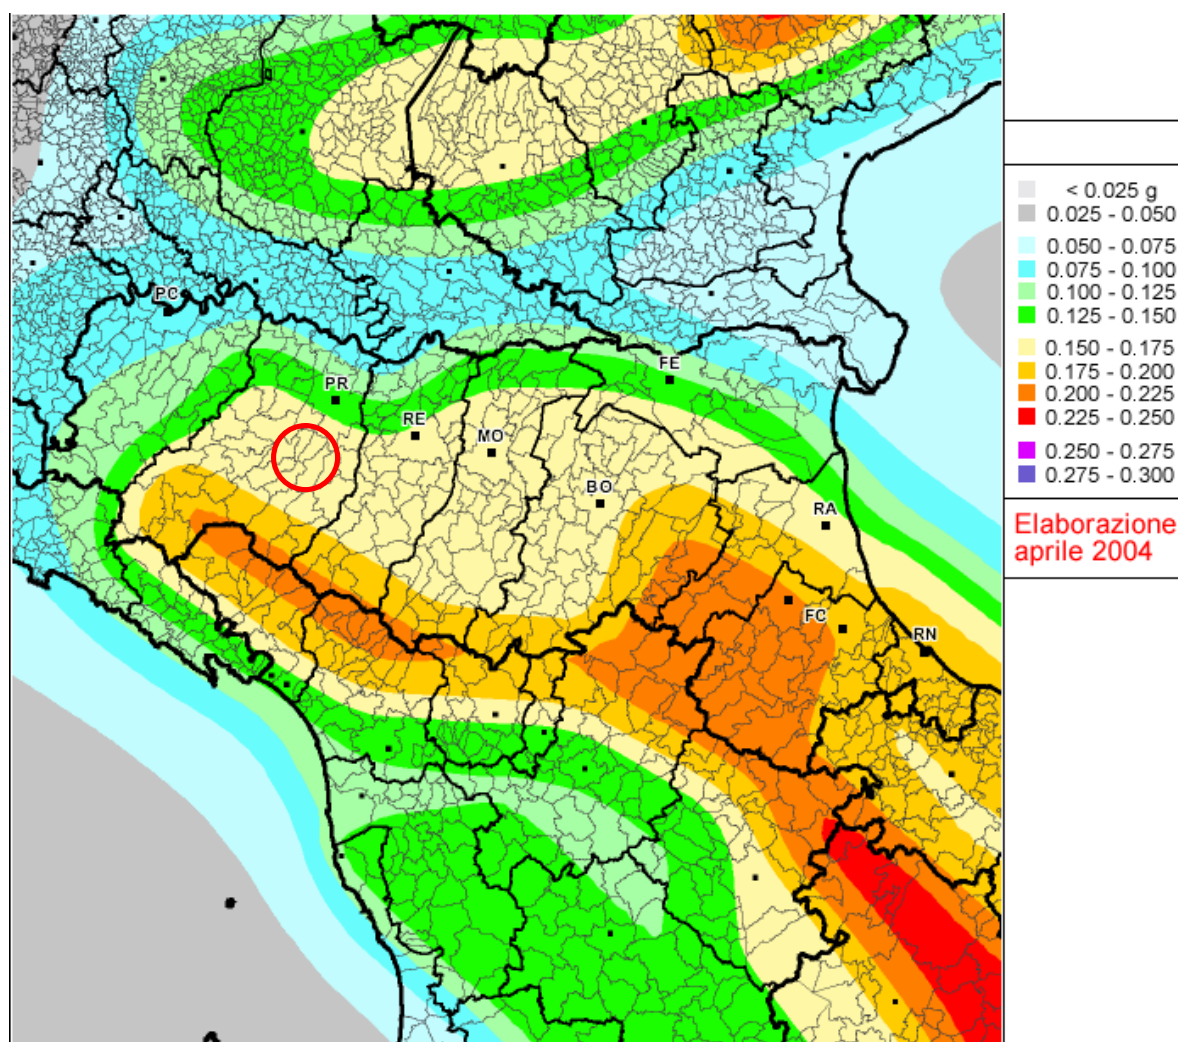 PC
PR
RE
MO
FE
BO
RA
FC
RN
< 0.025 g
0.025 - 0.050
0.050 - 0.075
0.075 - 0.100
0.100 - 0.125
0.125 - 0.150
0.150 - 0.175
0.175 - 0.200
0.200 - 0.225
0.225 - 0.250
0.250 - 0.275
0.275 - 0.300
Elaborazione
aprile 2004